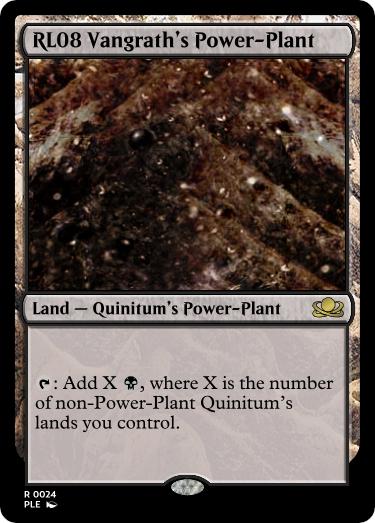 RL08 Vangrath's Power-Plant
Land — Quinitum's Power-Plant
: Add X , where X is the number
of non-Power-Plant Quinitum's
lands you control.
R 0024
PLE